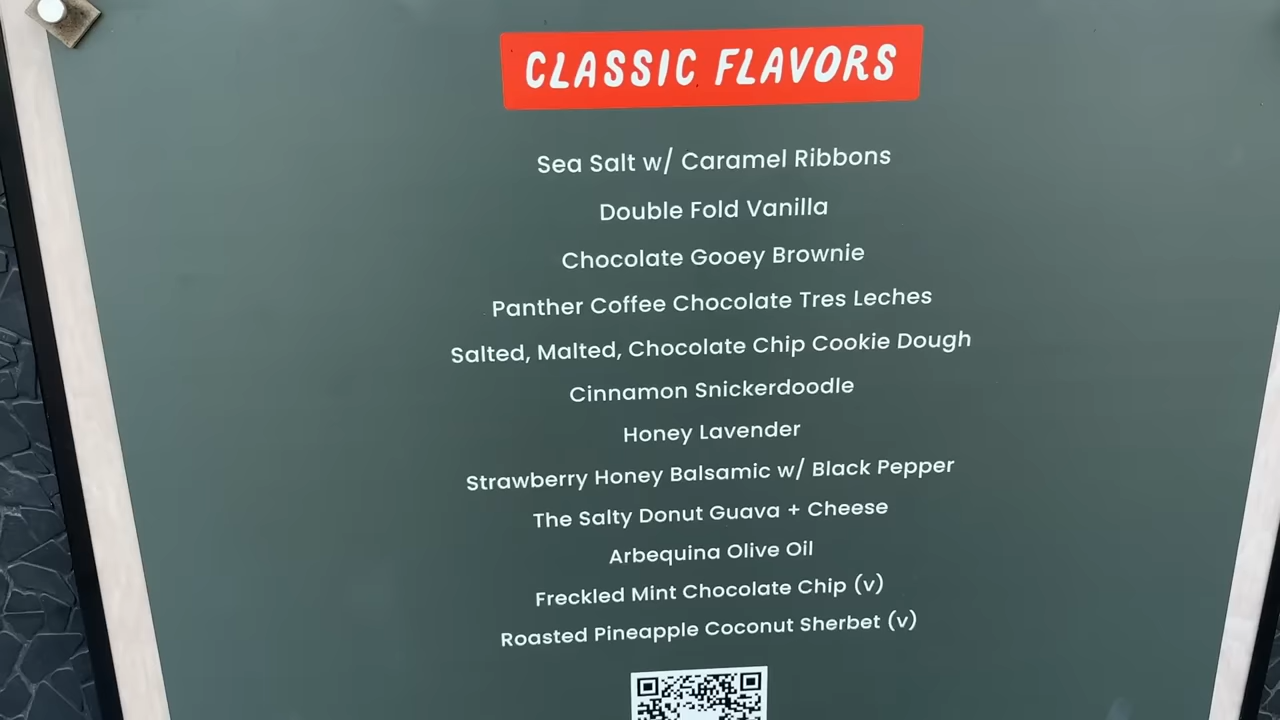 CLASSIC FLAVORS
Sea Salt w/ Caramel Ribbons
Double Fold Vanilla
Chocolate Gooey Brownie
Panther Coffee Chocolate Tres Leches
Salted, Malted, Chocolate Chip Cookie Dough
Cinnamon Snickerdoodle
Honey Lavender
Strawberry Honey Balsamic w/ Black Pepper
The Salty Donut Guava + Cheese
Arbequina Olive Oil
Freckled Mint Chocolate Chip (v)
Roasted Pineapple Coconut Sherbet (v)